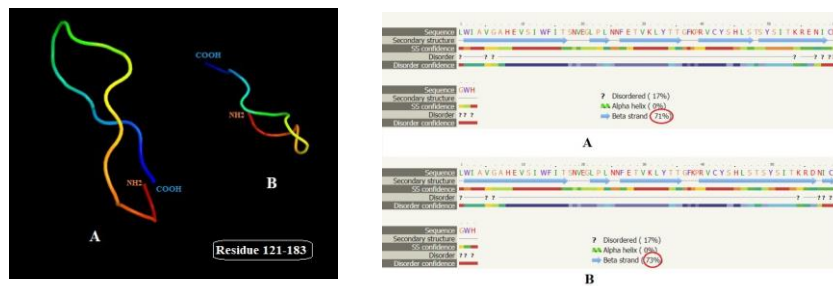 COOH
NH2
COOH
A
NH2
B
Residue 121-183
Sequence L W I A V G A H E V S I W F I T S N V E G L P L N N F E T V K L Y T T G F K P R V C Y S H L S T S Y S I T K R E N I C
Secondary structure
SS confidence
Disorder ? ? ? ? ? ? ?
Disorder confidence
Sequence G W H
Secondary structure
SS confidence
Disorder ? ? ?
Disorder confidence
? Disordered ( 17%)
Alpha helix ( 0%)
Beta strand ( 71%)
A
Sequence L W I A V G A H E V S I W F I T S N V E G L P L N N F E T V K L Y T T G F K P R V C Y S H L S T S Y S I T K R D N I C
Secondary structure
SS confidence
Disorder ? ? ? ? ? ? ?
Disorder confidence
Sequence G W H
Secondary structure
SS confidence
Disorder ? ? ?
Disorder confidence
? Disordered ( 17%)
Alpha helix ( 0%)
Beta strand ( 73%)
B